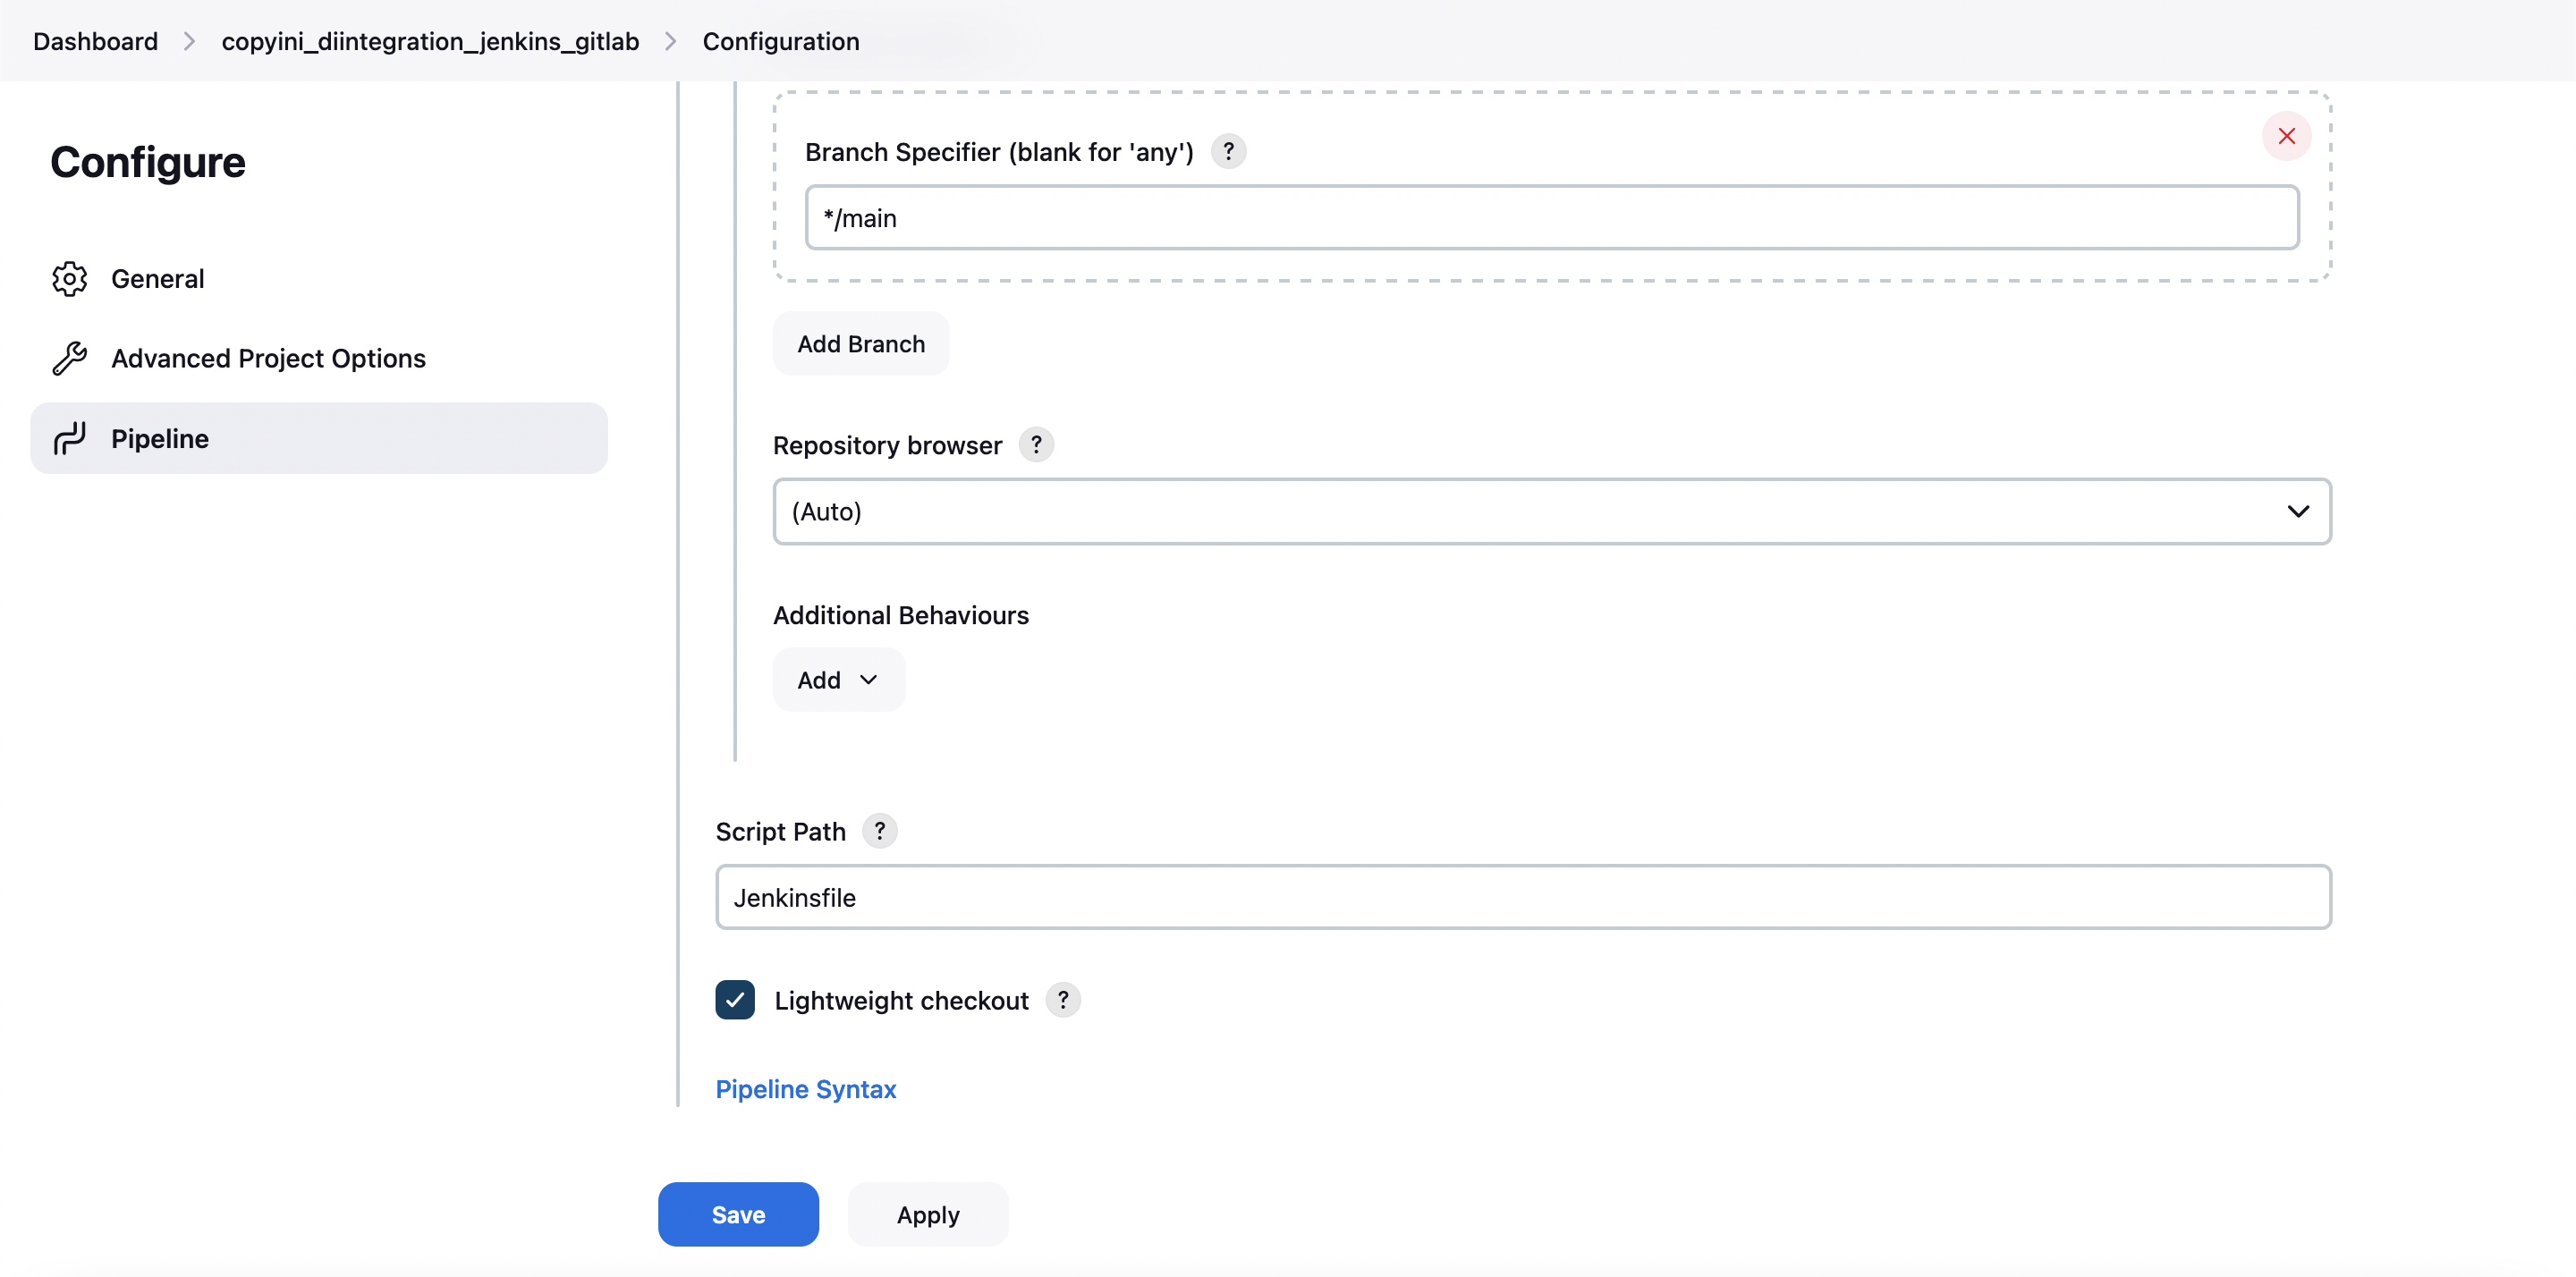 Dashboard > copyini_diintegration_jenkins_gitlab > Configuration
Configure
General
Advanced Project Options
Pipeline
Branch Specifier (blank for 'any') ?
*/main
Add Branch
Repository browser ?
(Auto)
Additional Behaviours
Add
Script Path ?
Jenkinsfile
Lightweight checkout ?
Pipeline Syntax
Save
Apply